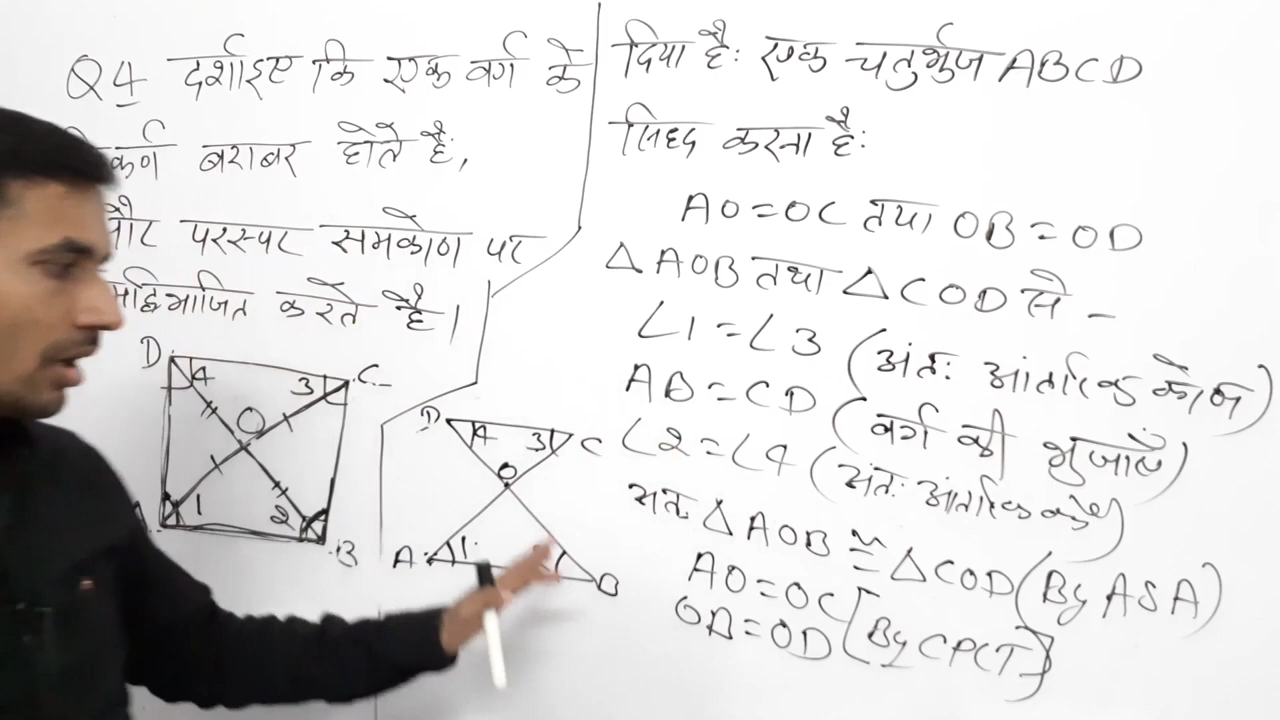 Q4 दर्शाइए कि एक वर्ग के
विकर्ण बराबर होते हैं,
और परस्पर समकोण पर
समद्विभाजित करते हैं।
D 4 3 C
O
1 2 B
D 4 3 C
O
A 1 B
दिया है: एक चतुर्भुज ABCD
सिध्द करना है:
AO = OC तथा OB = OD
△AOB तथा △COD से –
∠1 = ∠3 (अंतः आंतरिक कोण)
AB = CD (वर्ग की भुजाएँ)
∠2 = ∠4 (अंतः आंतरिक कोण)
अतः △AOB ≅ △COD (By ASA)
AO = OC
OB = OD [By CPCT]